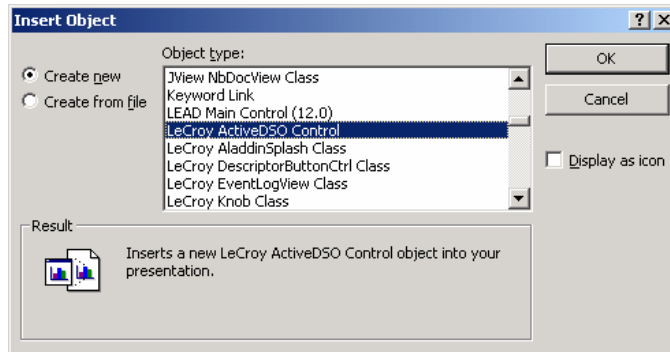 Insert Object
Object type:
Create new
Create from file
JView NbDocView Class
Keyword Link
LEAD Main Control (12.0)
LeCroy ActiveDSO Control
LeCroy AladdinSplash Class
LeCroy DescriptorButtonCtrl Class
LeCroy EventLogView Class
LeCroy Knob Class
OK
Cancel
Display as icon
Result
Inserts a new LeCroy ActiveDSO Control object into your
presentation.